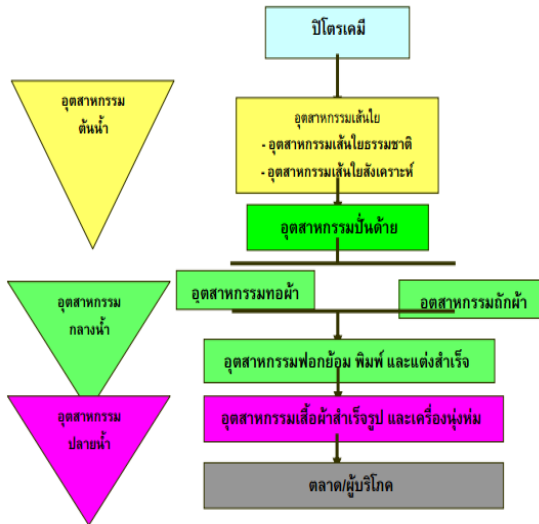 ปิโตรเคมี
อุตสาหกรรม
ต้นน้ำ
อุตสาหกรรมเส้นใย
- อุตสาหกรรมเส้นใยธรรมชาติ
- อุตสาหกรรมเส้นใยสังเคราะห์
อุตสาหกรรมปั่นด้าย
อุตสาหกรรม
กลางน้ำ
อุตสาหกรรมทอผ้า
อุตสาหกรรมถักผ้า
อุตสาหกรรมฟอกย้อม พิมพ์ และแต่งสำเร็จ
อุตสาหกรรม
ปลายน้ำ
อุตสาหกรรมเสื้อผ้าสำเร็จรูป และเครื่องนุ่งห่ม
ตลาด/ผู้บริโภค